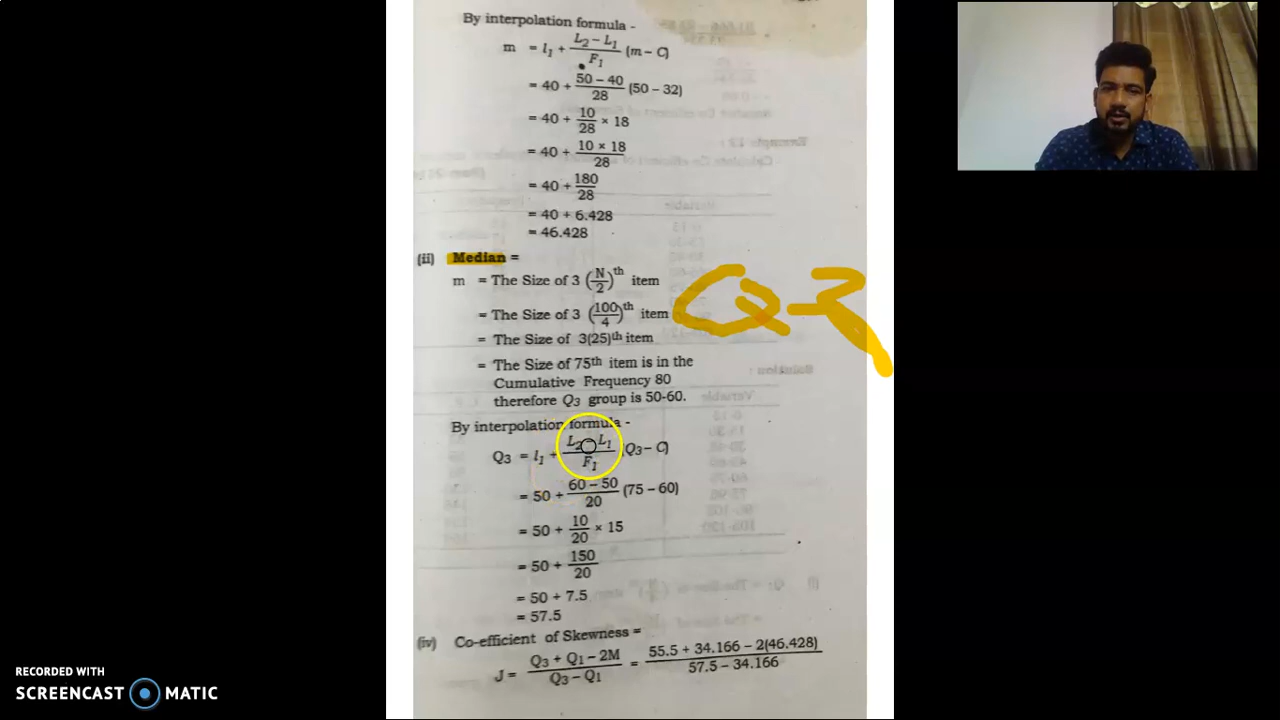 By interpolation formula -
m = l₁ + (L₂ – L₁)/F₁ (m – C)
= 40 + (50 – 40)/28 (50 – 32)
= 40 + 10/28 × 18
= 40 + (10 × 18)/28
= 40 + 180/28
= 40 + 6.428
= 46.428
(ii) Median =
m = The Size of 3 (N/2)th item
= The Size of 3 (100/4)th item
= The Size of 3(25)th item
= The Size of 75th item is in the
Cumulative Frequency 80
therefore Q₃ group is 50-60.
By interpolation formula -
Q₃ = l₁ + (L₂ – L₁)/F₁ (Q₃ – C)
= 50 + (60 – 50)/20 (75 – 60)
= 50 + 10/20 × 15
= 50 + 150/20
= 50 + 7.5
= 57.5
(iv) Co-efficient of Skewness =
J = (Q₃ + Q₁ – 2M)/(Q₃ – Q₁) = (55.5 + 34.166 – 2(46.428))/(57.5 – 34.166)
RECORDED WITH
SCREENCAST MATIC